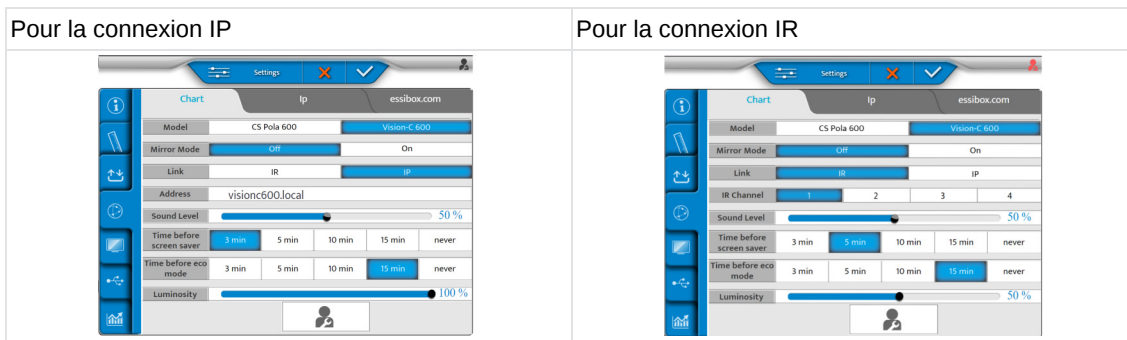 Pour la connexion IP
Settings
Chart Ip essibox.com
Model CS Pola 600 Vision-C 600
Mirror Mode Off On
Link IR IP
Address visionc600.local
Sound Level 50 %
Time before screen saver 3 min 5 min 10 min 15 min never
Time before eco mode 3 min 5 min 10 min 15 min never
Luminosity 100 %
Pour la connexion IR
Settings
Chart Ip essibox.com
Model CS Pola 600 Vision-C 600
Mirror Mode Off On
Link IR IP
IR Channel 1 2 3 4
Sound Level 50 %
Time before screen saver 3 min 5 min 10 min 15 min never
Time before eco mode 3 min 5 min 10 min 15 min never
Luminosity 50 %